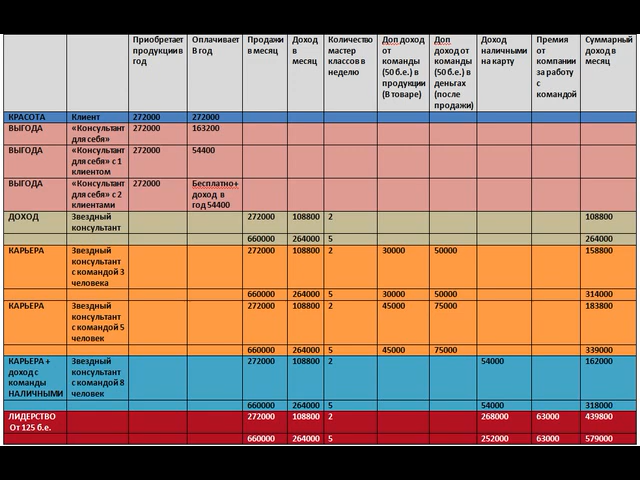 Приобретает продукции в год | Оплачивает В год | Продажи в месяц | Доход в месяц | Количество мастер классов в неделю | Доп доход от команды (50 б.е.) в продукции (В товаре) | Доп доход от команды (50 б.е.) в деньгах (после продажи) | Доход наличными на карту | Премия от компании за работу с командой | Суммарный доход в месяц
КРАСОТА | Клиент | 272000 | 272000
ВЫГОДА | «Консультант для себя» | 272000 | 163200
ВЫГОДА | «Консультант для себя» с 1 клиентом | 272000 | 54400
ВЫГОДА | «Консультант для себя» с 2 клиентами | 272000 | Бесплатно+ доход в год 54400
ДОХОД | Звездный консультант | 272000 | 108800 | 2 | 108800
660000 | 264000 | 5 | 264000
КАРЬЕРА | Звездный консультант с командой 3 человека | 272000 | 108800 | 2 | 30000 | 50000 | 158800
660000 | 264000 | 5 | 30000 | 50000 | 314000
КАРЬЕРА | Звездный консультант с командой 5 человек | 272000 | 108800 | 2 | 45000 | 75000 | 183800
660000 | 264000 | 5 | 45000 | 75000 | 339000
КАРЬЕРА + доход с команды НАЛИЧНЫМИ | Звездный консультант с командой 8 человек | 272000 | 108800 | 2 | 54000 | 162000
660000 | 264000 | 5 | 54000 | 318000
ЛИДЕРСТВО От 125 б.е. | 272000 | 108800 | 2 | 268000 | 63000 | 439800
660000 | 264000 | 5 | 252000 | 63000 | 579000